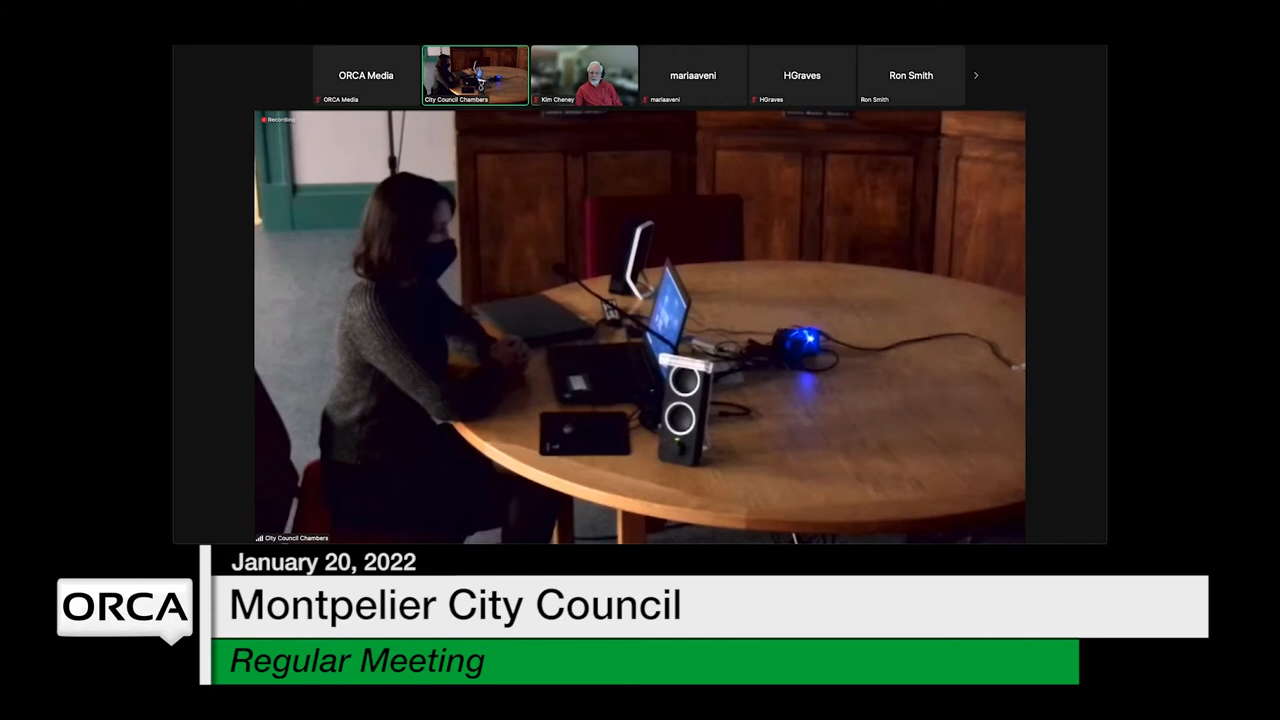 ORCA Media
mariaaveni
HGraves
Ron Smith
ORCA Media
City Council Chambers
Kim Cheney
mariaaveni
HGraves
Ron Smith
Recording
City Council Chambers
January 20, 2022
ORCA
Montpelier City Council
Regular Meeting